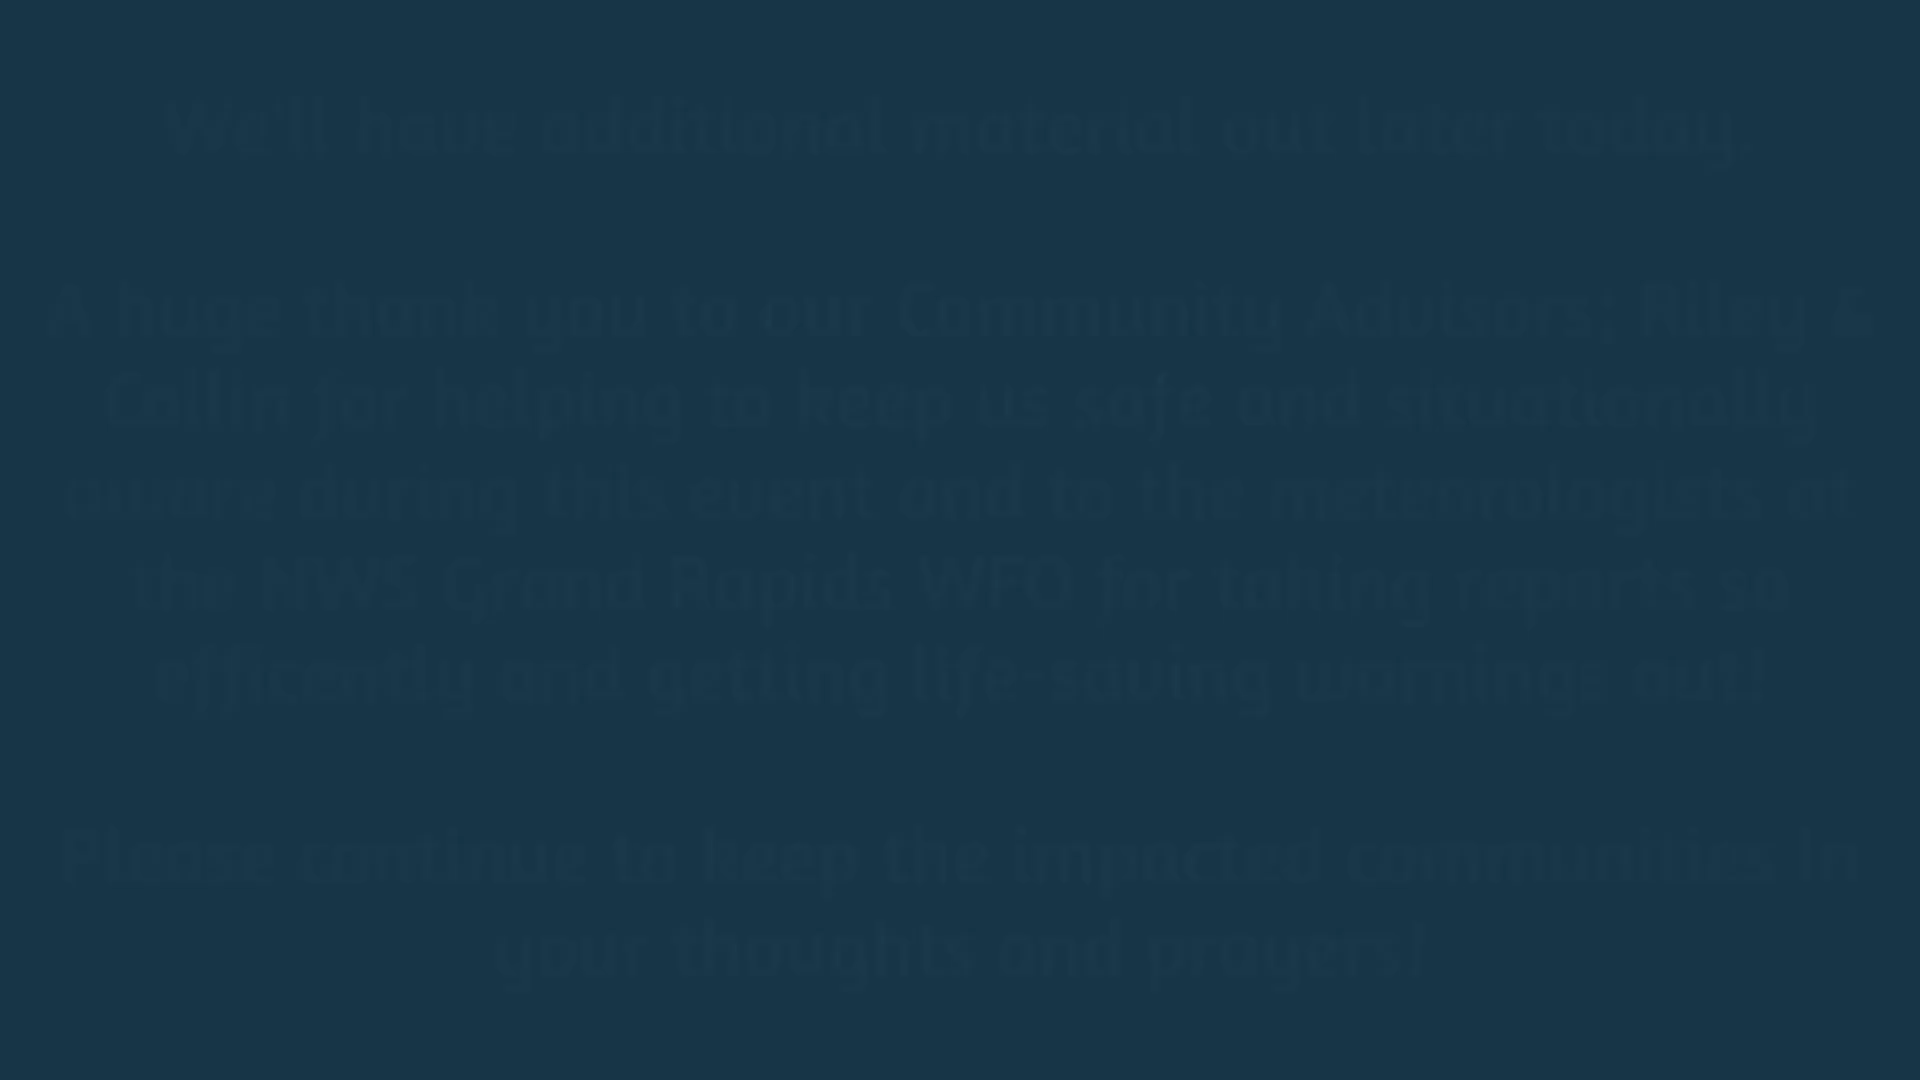 We'll have additional material out later today.
A huge thank you to our Community Advisors; Riley &
Collin for helping to keep us safe and situationally
aware during this event and to the meteorologists at
the NWS Grand Rapids WFO for taking reports so
efficently and getting life-saving warnings out!
Please continue to keep the impacted communities in
your thoughts and prayers!